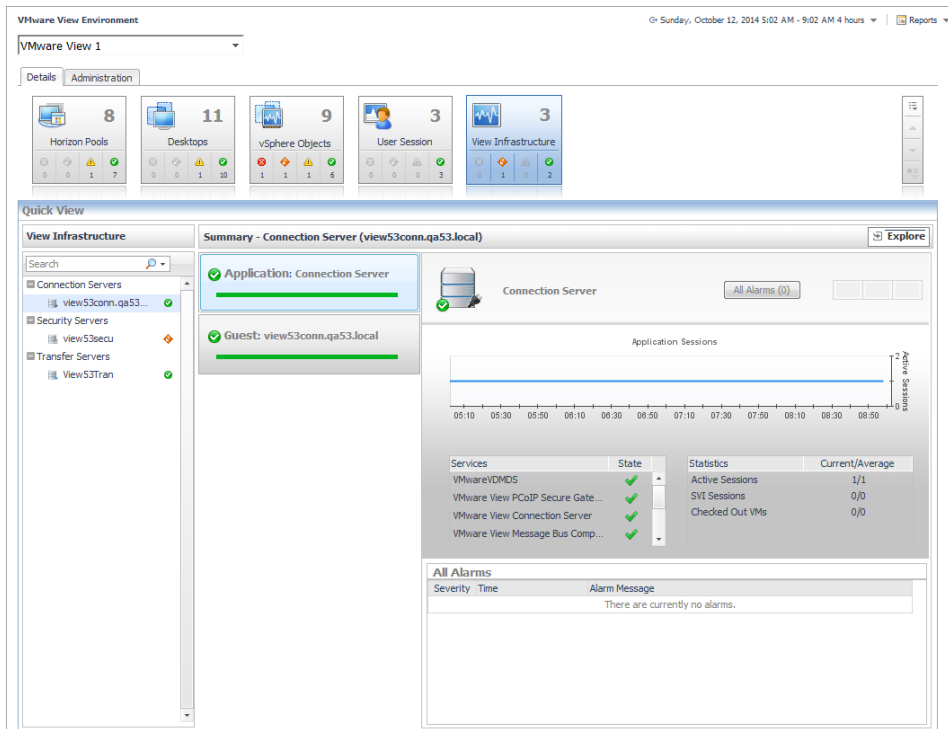 VMware View Environment
Sunday, October 12, 2014 5:02 AM - 9:02 AM 4 hours
Reports
VMware View 1
Details
Administration
8
Horizon Pools
0 0 1 7
11
Desktops
0 0 1 10
9
vSphere Objects
1 1 1 6
3
User Session
0 0 0 3
3
View Infrastructure
0 1 0 2
Quick View
View Infrastructure
Summary - Connection Server (view53conn.qa53.local)
Explore
Search
Connection Servers
view53conn.qa53...
Security Servers
view53secu
Transfer Servers
View53Tran
Application: Connection Server
Guest: view53conn.qa53.local
Connection Server
All Alarms (0)
Application Sessions
2
0
Active Sessions
05:10 05:30 05:50 06:10 06:30 06:50 07:10 07:30 07:50 08:10 08:30 08:50
Services State
VMwareVDMDS
VMware View PCoIP Secure Gate...
VMware View Connection Server
VMware View Message Bus Comp...
Statistics Current/Average
Active Sessions 1/1
SVI Sessions 0/0
Checked Out VMs 0/0
All Alarms
Severity Time Alarm Message
There are currently no alarms.